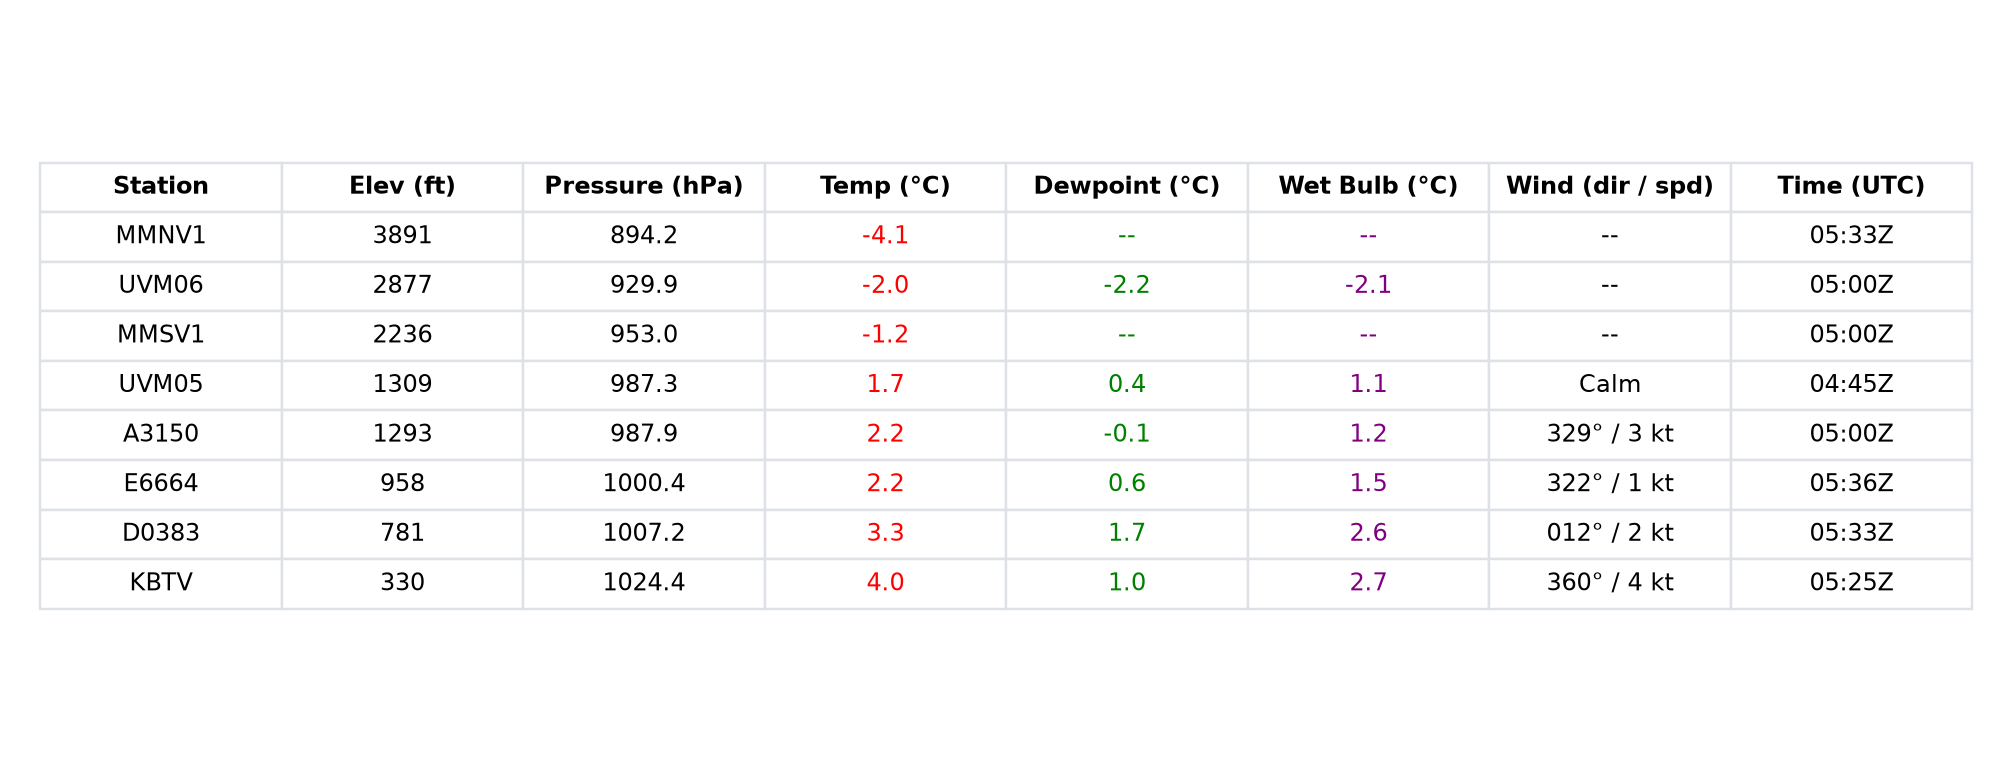 Station Elev (ft) Pressure (hPa) Temp (°C) Dewpoint (°C) Wet Bulb (°C) Wind (dir / spd) Time (UTC)
MMNV1 3891 894.2 -4.1 -- -- -- 05:33Z
UVM06 2877 929.9 -2.0 -2.2 -2.1 -- 05:00Z
MMSV1 2236 953.0 -1.2 -- -- -- 05:00Z
UVM05 1309 987.3 1.7 0.4 1.1 Calm 04:45Z
A3150 1293 987.9 2.2 -0.1 1.2 329° / 3 kt 05:00Z
E6664 958 1000.4 2.2 0.6 1.5 322° / 1 kt 05:36Z
D0383 781 1007.2 3.3 1.7 2.6 012° / 2 kt 05:33Z
KBTV 330 1024.4 4.0 1.0 2.7 360° / 4 kt 05:25Z